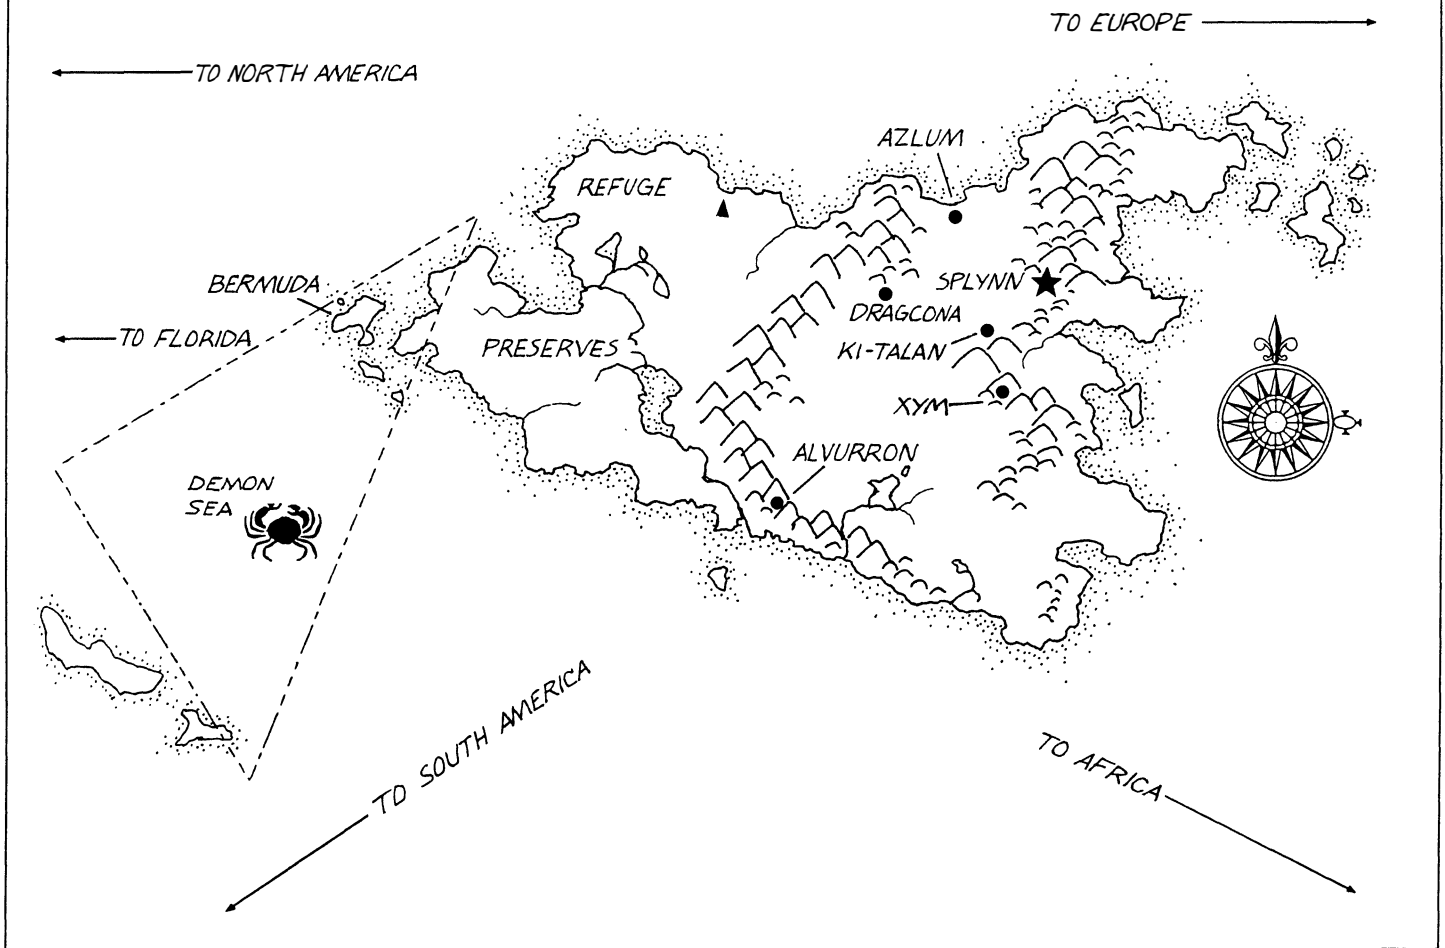 TO EUROPE
TO NORTH AMERICA
AZLUM
REFUGE
BERMUDA
SPLYNN
DRAGCONA
TO FLORIDA
PRESERVES
KI-TALAN
XYM
ALVURRON
DEMON
SEA
TO SOUTH AMERICA
TO AFRICA